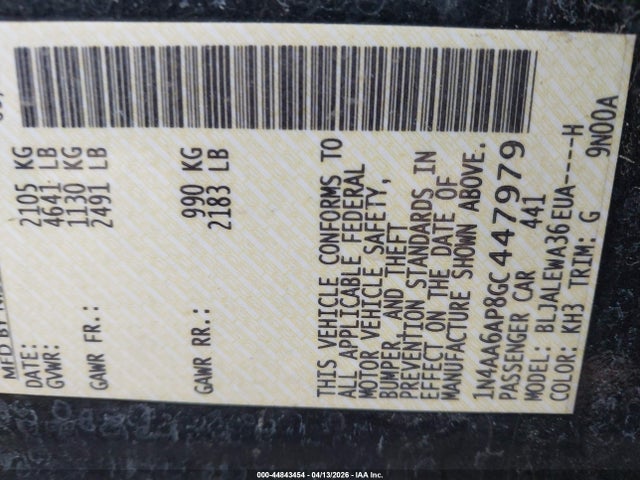 MFD BY
DATE:
GVWR: 2105 KG
4641 LB
GAWR FR.: 1130 KG
2491 LB
GAWR RR.: 990 KG
2183 LB
THIS VEHICLE CONFORMS TO
ALL APPLICABLE FEDERAL
MOTOR VEHICLE SAFETY,
BUMPER, AND THEFT
PREVENTION STANDARDS IN
EFFECT ON THE DATE OF
MANUFACTURE SHOWN ABOVE.
1N4AA6AP8GC447979
PASSENGER CAR 441
MODEL: BLJALEWA36EUA-----H
COLOR: KH3 TRIM: G 9N00A
000-44843454 - 04/13/2026 - IAA Inc.